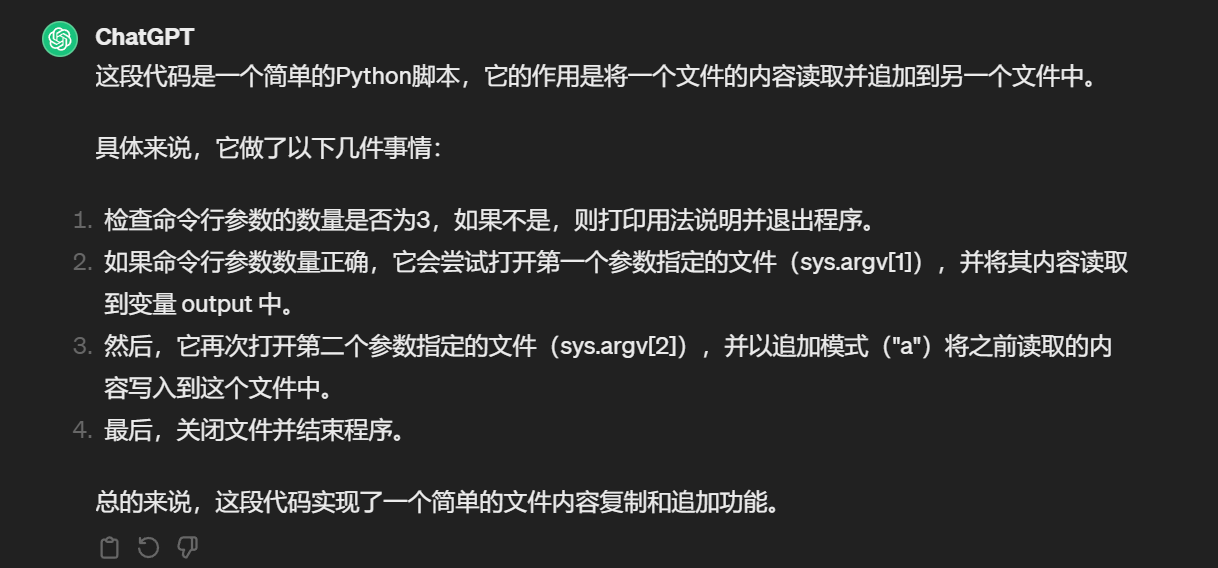 ChatGPT
这段代码是一个简单的Python脚本，它的作用是将一个文件的内容读取并追加到另一个文件中。
具体来说，它做了以下几件事情：
1. 检查命令行参数的数量是否为3，如果不是，则打印用法说明并退出程序。
2. 如果命令行参数数量正确，它会尝试打开第一个参数指定的文件（sys.argv[1]），并将其内容读取
到变量 output 中。
3. 然后，它再次打开第二个参数指定的文件（sys.argv[2]），并以追加模式（"a"）将之前读取的内
容写入到这个文件中。
4. 最后，关闭文件并结束程序。
总的来说，这段代码实现了一个简单的文件内容复制和追加功能。